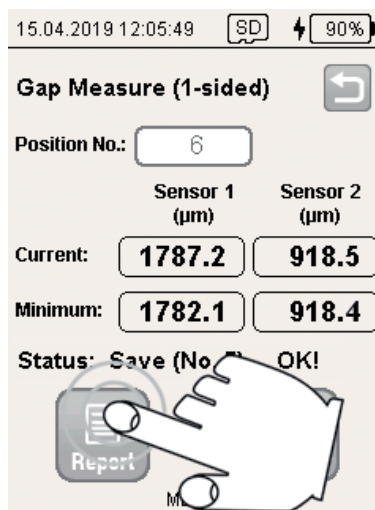 15.04.2019 12:05:49 SD 90%
Gap Measure (1-sided)
Position No.: 6
Sensor 1 Sensor 2
(µm) (µm)
Current: 1787.2 918.5
Minimum: 1782.1 918.4
Status: Save (No. OK!
Report